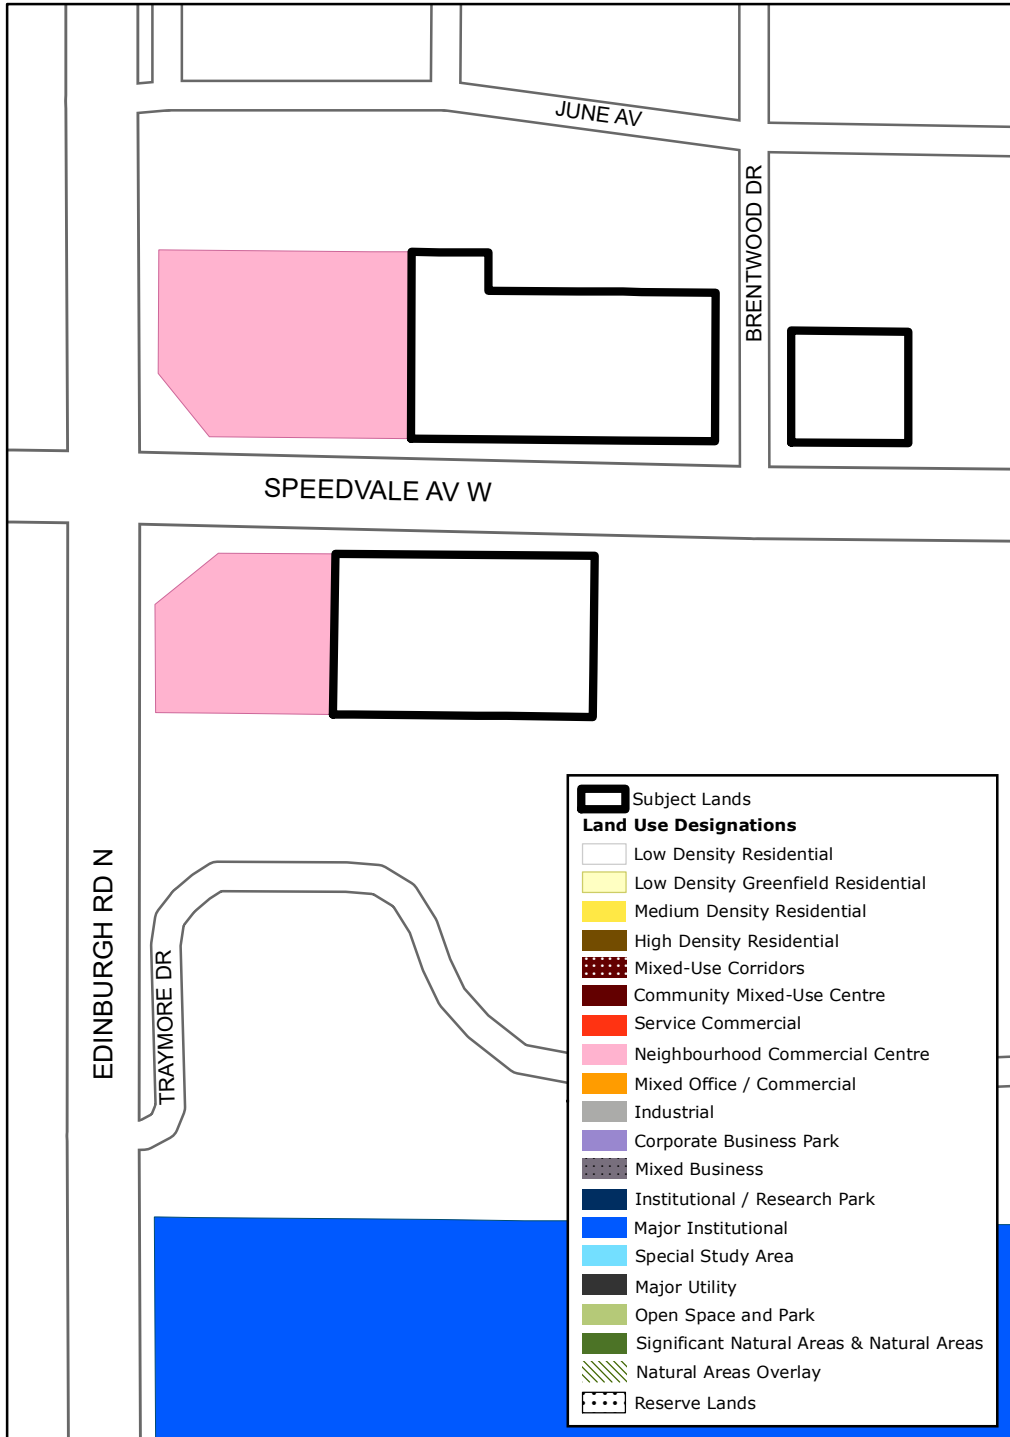 JUNE AV
BRENTWOOD DR
SPEEDVALE AV W
EDINBURGH RD N
TRAYMORE DR
Subject Lands
Land Use Designations
Low Density Residential
Low Density Greenfield Residential
Medium Density Residential
High Density Residential
Mixed-Use Corridors
Community Mixed-Use Centre
Service Commercial
Neighbourhood Commercial Centre
Mixed Office / Commercial
Industrial
Corporate Business Park
Mixed Business
Institutional / Research Park
Major Institutional
Special Study Area
Major Utility
Open Space and Park
Significant Natural Areas & Natural Areas
Natural Areas Overlay
Reserve Lands